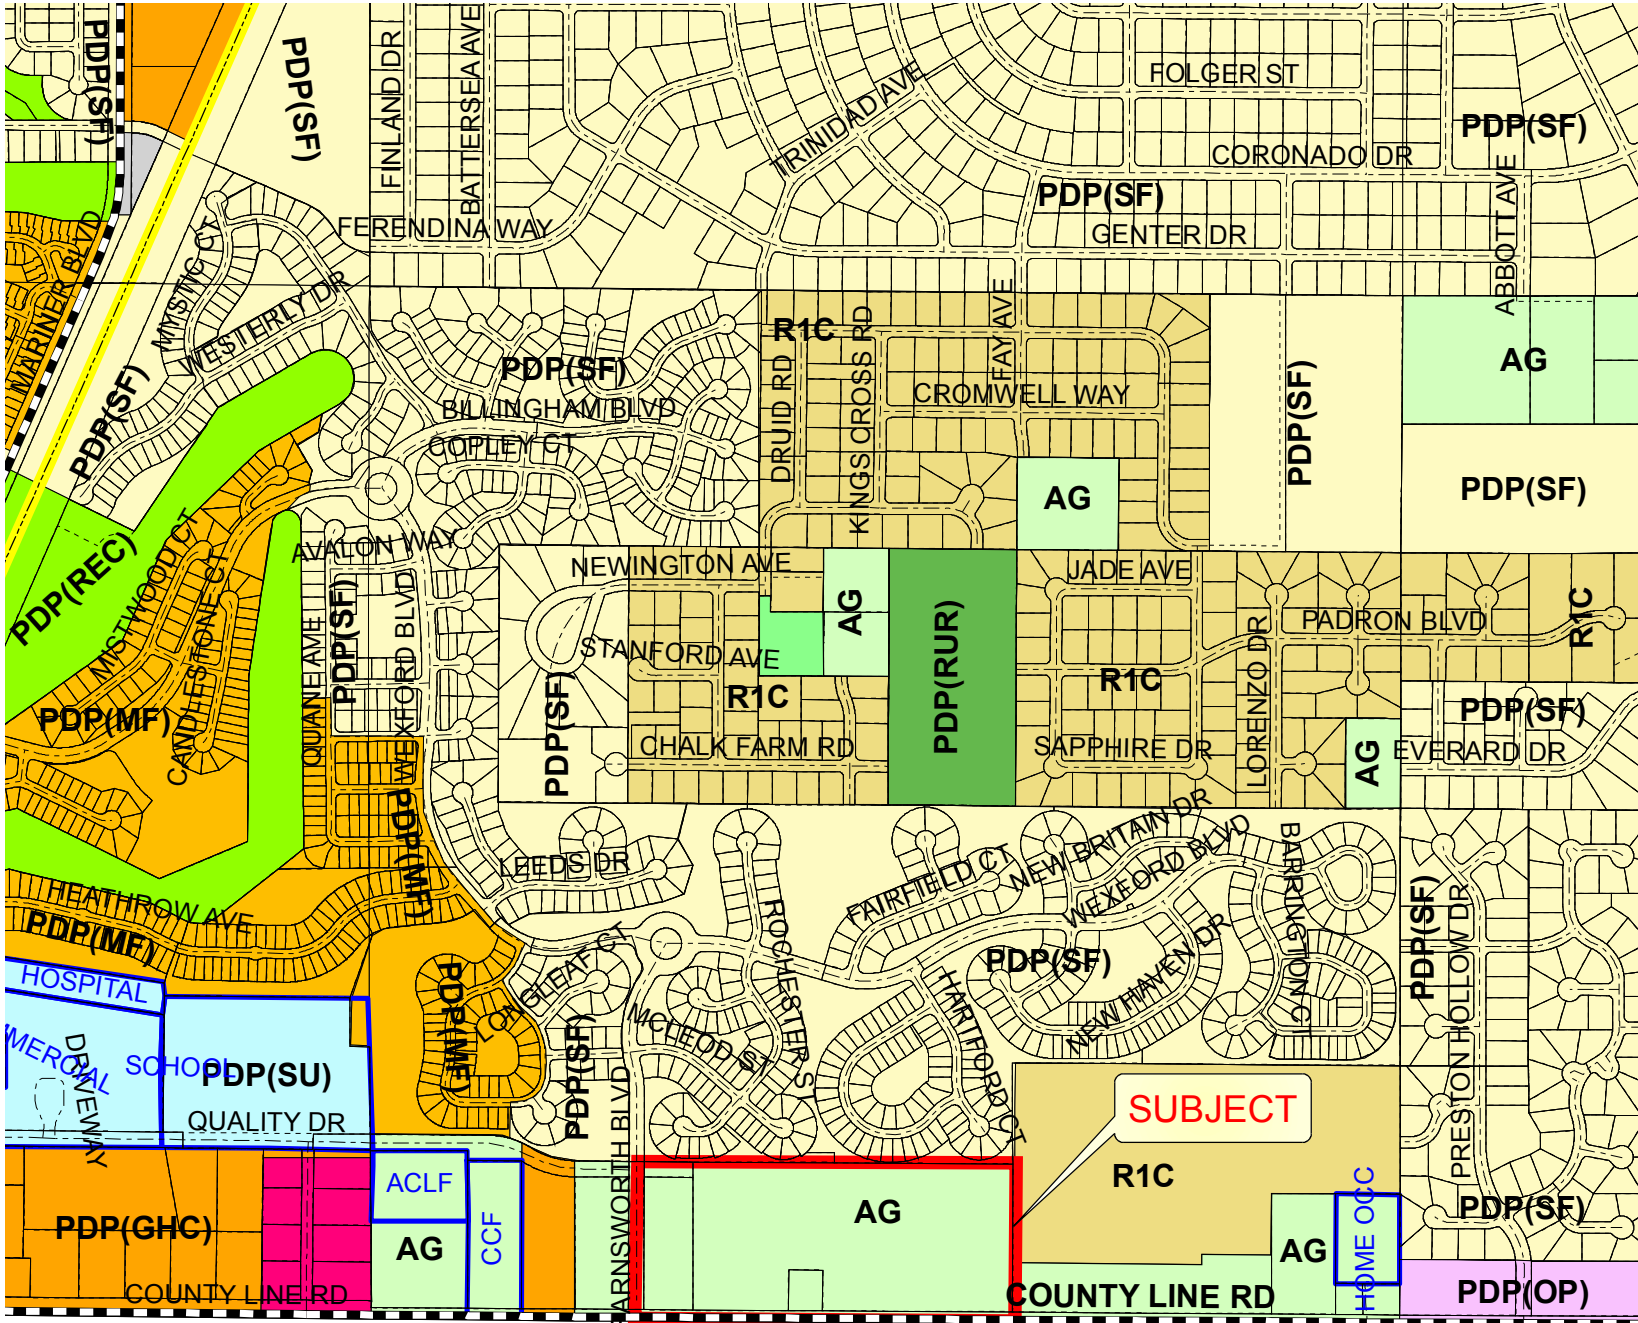 PDP(SF)
PDP(SF)
FINLAND DR
BATTERSEA AVE
TRINIDAD AVE
FOLGER ST
PDP(SF)
CORONADO DR
ABBOTT AVE
PDP(SF)
GENTER DR
FERENDINA WAY
MARINER BLVD
MYSTIC CT
WESTERLY DR
PDP(SF)
PDP(SF)
BILLINGHAM BLVD
COPLEY CT
R1C
DRUID RD
KINGS CROSS RD
FAY AVE
CROMWELL WAY
AG
PDP(SF)
AG
PDP(SF)
PDP(REC)
MISTWOOD CT
CANDLESTONE CT
AVALON WAY
QUANE AVE
PDP(SF)
WEXFORD BLVD
NEWINGTON AVE
STANFORD AVE
AG
PDP(RUR)
JADE AVE
LORENZO DR
PADRON BLVD
R1C
PDP(MF)
PDP(SF)
R1C
CHALK FARM RD
R1C
SAPPHIRE DR
AG
PDP(SF)
EVERARD DR
PDP(MF)
LEEDS DR
FAIRFIELD CT
NEW BRITAIN DR
WEXFORD BLVD
BARRINGTON CT
HEATHROW AVE
PDP(MF)
PDP(MF)
LONGLEAF CT
ROCHESTER ST
PDP(SF)
NEW HAVEN DR
HARTFORD CT
PDP(SF)
PRESTON HOLLOW DR
HOSPITAL
MERCIAL
DRIVEWAY
SCHOOL
PDP(SU)
QUALITY DR
PDP(SF)
MCLEOD ST
ARNSWORTH BLVD
SUBJECT
R1C
PDP(GHC)
ACLF
AG
CCF
AG
AG
HOME OCC
PDP(SF)
COUNTY LINE RD
COUNTY LINE RD
PDP(OP)